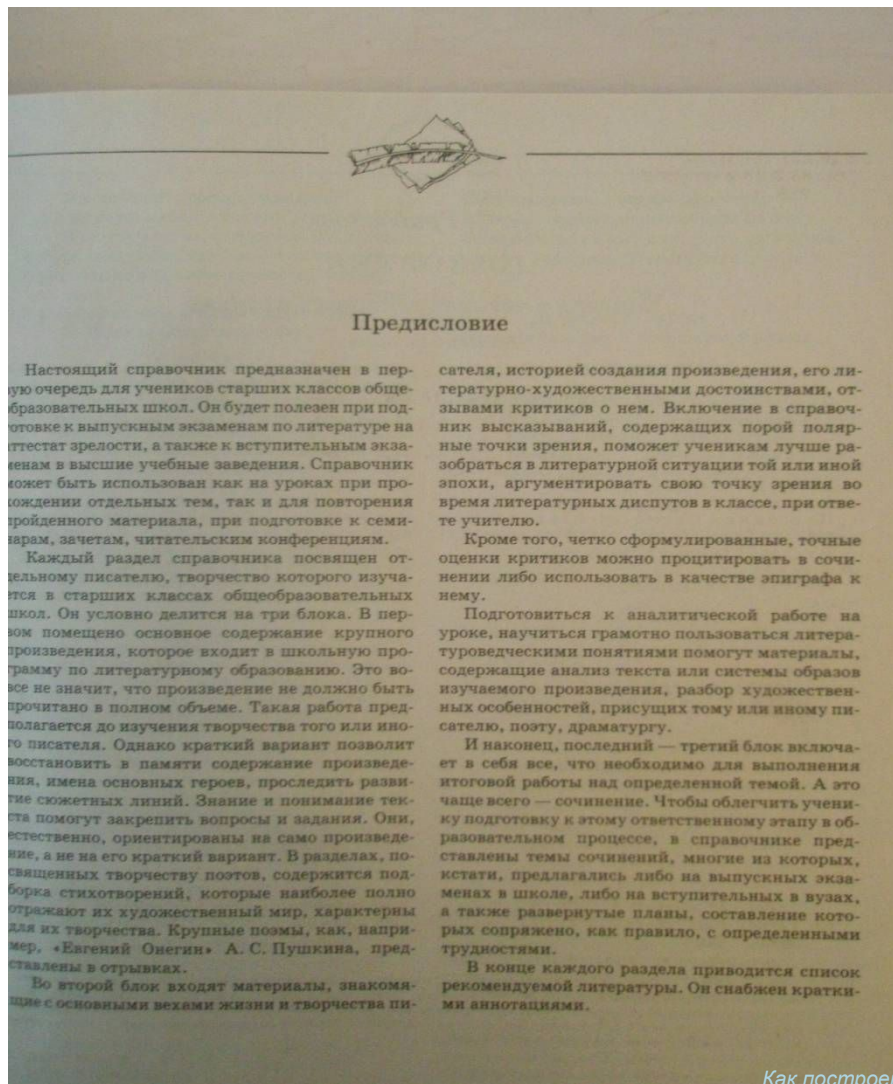 Предисловие
Настоящий справочник предназначен в пер-
ую очередь для учеников старших классов обще-
бразовательных школ. Он будет полезен при под-
отовке к выпускным экзаменам по литературе на
ттестат зрелости, а также к вступительным экза-
енам в высшие учебные заведения. Справочник
ожет быть использован как на уроках при про-
ождении отдельных тем, так и для повторения
ройденного материала, при подготовке к семи-
арам, зачетам, читательским конференциям.
Каждый раздел справочника посвящен от-
ельному писателю, творчество которого изуча-
ется в старших классах общеобразовательных
школ. Он условно делится на три блока. В пер-
вом помещено основное содержание крупного
произведения, которое входит в школьную про-
грамму по литературному образованию. Это во-
все не значит, что произведение не должно быть
прочитано в полном объеме. Такая работа пред-
полагается до изучения творчества того или ино-
го писателя. Однако краткий вариант позволит
восстановить в памяти содержание произведе-
ния, имена основных героев, проследить разви-
тие сюжетных линий. Знание и понимание тек-
ста помогут закрепить вопросы и задания. Они,
естественно, ориентированы на само произведе-
ние, а не на его краткий вариант. В разделах, по-
священных творчеству поэтов, содержится под-
борка стихотворений, которые наиболее полно
отражают их художественный мир, характерны
для их творчества. Крупные поэмы, как, напри-
мер, «Евгений Онегин» А. С. Пушкина, пред-
ставлены в отрывках.
Во второй блок входят материалы, знакомя-
щие с основными вехами жизни и творчества пи-
сателя, историей создания произведения, его ли-
тературно-художественными достоинствами, от-
зывами критиков о нем. Включение в справоч-
ник высказываний, содержащих порой поляр-
ные точки зрения, поможет ученикам лучше ра-
зобраться в литературной ситуации той или иной
эпохи, аргументировать свою точку зрения во
время литературных диспутов в классе, при отве-
те учителю.
Кроме того, четко сформулированные, точные
оценки критиков можно процитировать в сочи-
нении либо использовать в качестве эпиграфа к
нему.
Подготовиться к аналитической работе на
уроке, научиться грамотно пользоваться литера-
туроведческими понятиями помогут материалы,
содержащие анализ текста или системы образов
изучаемого произведения, разбор художествен-
ных особенностей, присущих тому или иному пи-
сателю, поэту, драматургу.
И наконец, последний — третий блок включа-
ет в себя все, что необходимо для выполнения
итоговой работы над определенной темой. А это
чаще всего — сочинение. Чтобы облегчить учени-
ку подготовку к этому ответственному этапу в об-
разовательном процессе, в справочнике пред-
ставлены темы сочинений, многие из которых,
кстати, предлагались либо на выпускных экза-
менах в школе, либо на вступительных в вузах,
а также развернутые планы, составление кото-
рых сопряжено, как правило, с определенными
трудностями.
В конце каждого раздела приводится список
рекомендуемой литературы. Он снабжен кратки-
ми аннотациями.
Как построе